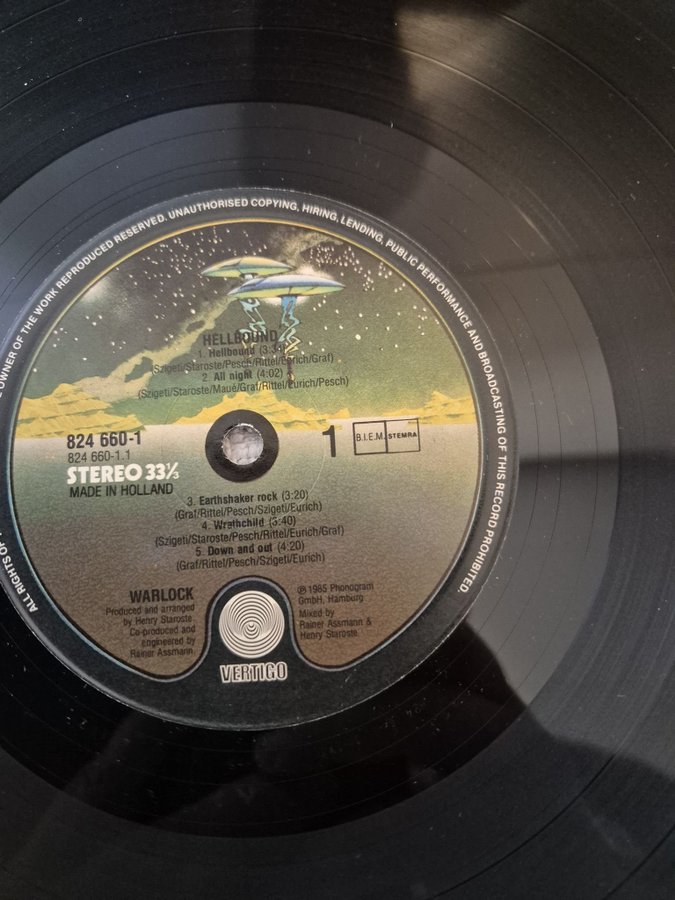 OWNER OF THE WORK REPRODUCED RESERVED. UNAUTHORISED COPYING, HIRING, LENDING, PUBLIC PERFORMANCE AND BROADCASTING OF THIS RECORD PROHIBITED.
HELLBOUND
1. Hellbound (3:
(Szigeti/Staroste/Pesch/Rittel/Eurich/Graf)
2. All night (4:02)
(Szigeti/Staroste/Maué/Graf/Rittel/Eurich/Pesch)
824 660-1
824 660-1.1
STEREO 33⅓
MADE IN HOLLAND
1
B.I.E.M.
STEMRA
3. Earthshaker rock (3:20)
(Graf/Rittel/Pesch/Szigeti/Eurich)
4. Wrathchild (3:40)
(Szigeti/Staroste/Pesch/Rittel/Eurich/Graf)
5. Down and out (4:20)
(Graf/Rittel/Pesch/Szigeti/Eurich)
WARLOCK
Produced and arranged
by Henry Staroste.
Co-produced and
engineered by
Rainer Assmann.
℗ 1985 Phonogram
GmbH, Hamburg
Mixed by
Rainer Assmann &
Henry Staroste.
VERTIGO
ALL RIGHTS OF